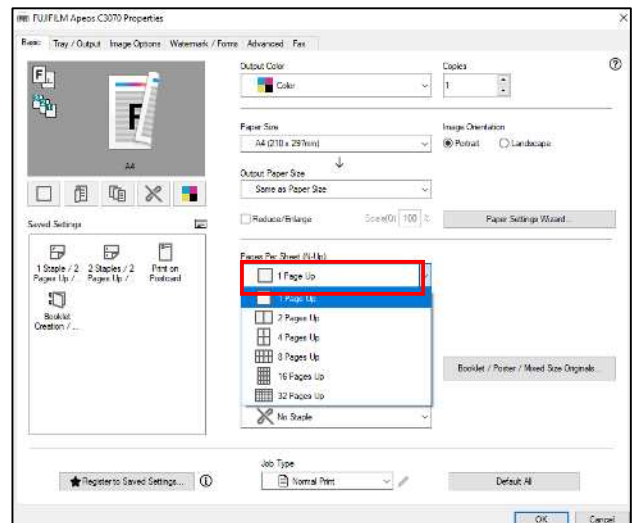 FUJIFILM Apeos C3070 Properties
Basic Tray / Output Image Options Watermark / Forms Advanced Fax
Output Color
Color
Copies
1
Paper Size
A4 (210 x 297mm)
Image Orientation
Portrait Landscape
A4
Output Paper Size
Same as Paper Size
Reduce/Enlarge 100 %
Paper Settings Wizard...
Saved Settings
1 Staple / 2 Pages Up / ...
2 Staples / 2 Pages Up / ...
Print on Postcard
Booklet Creation / ...
Pages Per Sheet (N-Up)
1 Page Up
1 Page Up
2 Pages Up
4 Pages Up
8 Pages Up
16 Pages Up
32 Pages Up
Booklet / Poster / Mixed Size Originals...
No Staple
Job Type
Normal Print
Register to Saved Settings...
Default All
OK Cancel